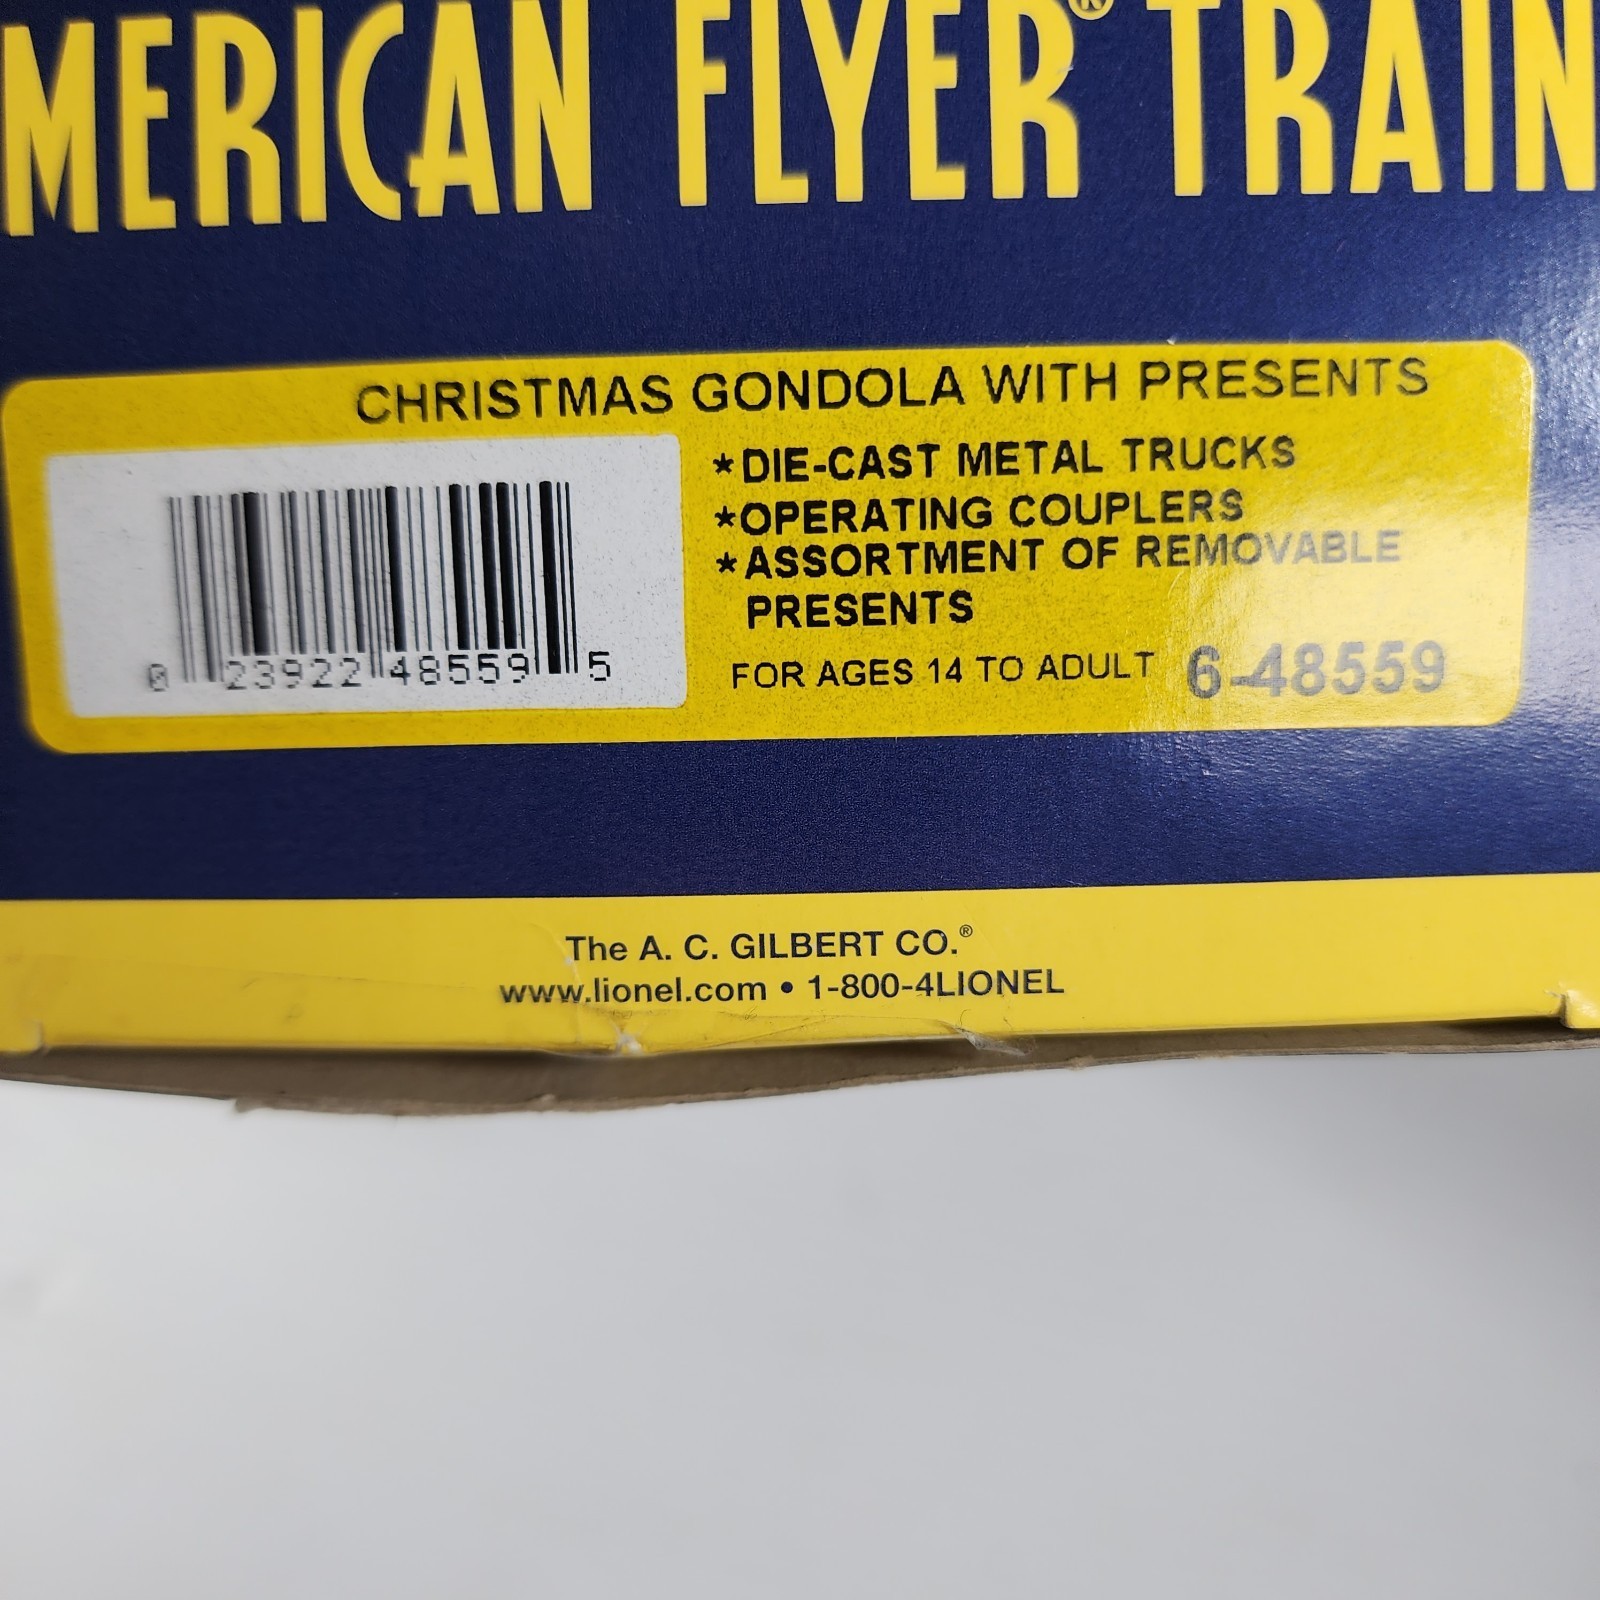 MERICAN FLYER® TRAIN
CHRISTMAS GONDOLA WITH PRESENTS
*DIE-CAST METAL TRUCKS
*OPERATING COUPLERS
*ASSORTMENT OF REMOVABLE
PRESENTS
FOR AGES 14 TO ADULT 6-48559
0 23922 48559 5
The A. C. GILBERT CO.®
www.lionel.com • 1-800-4LIONEL